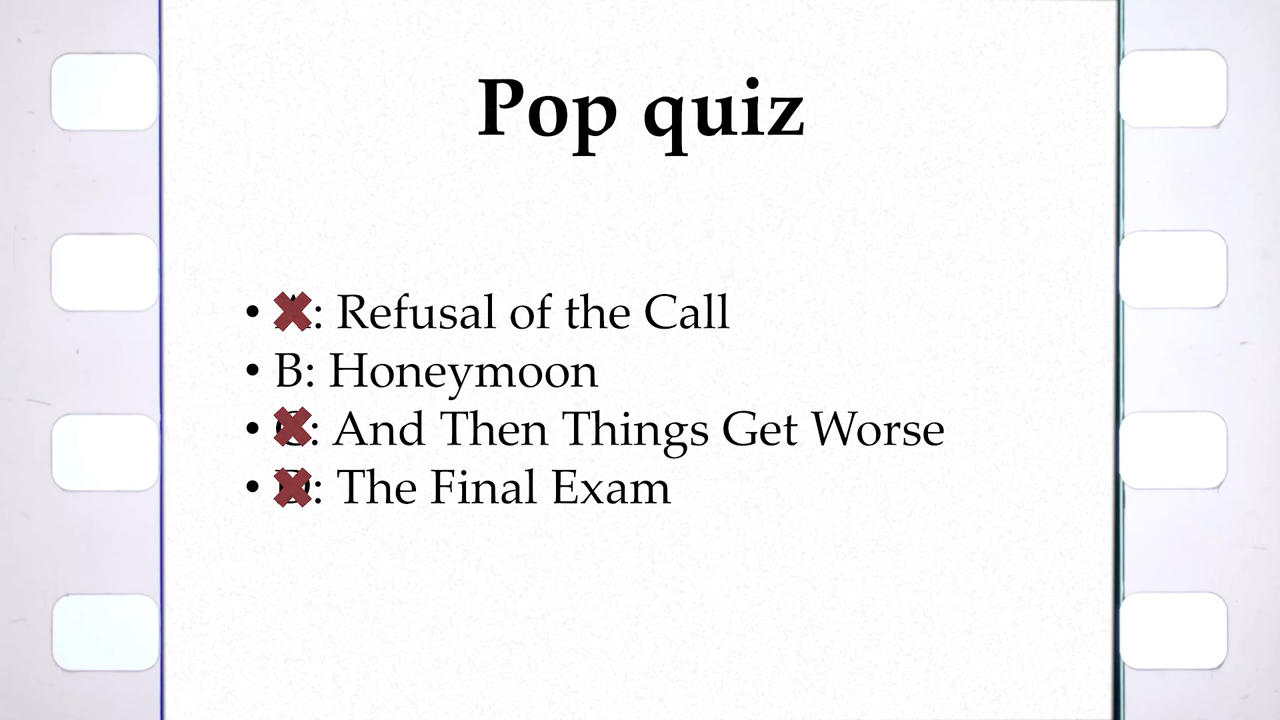 Pop quiz
• : Refusal of the Call
• B: Honeymoon
• : And Then Things Get Worse
• : The Final Exam